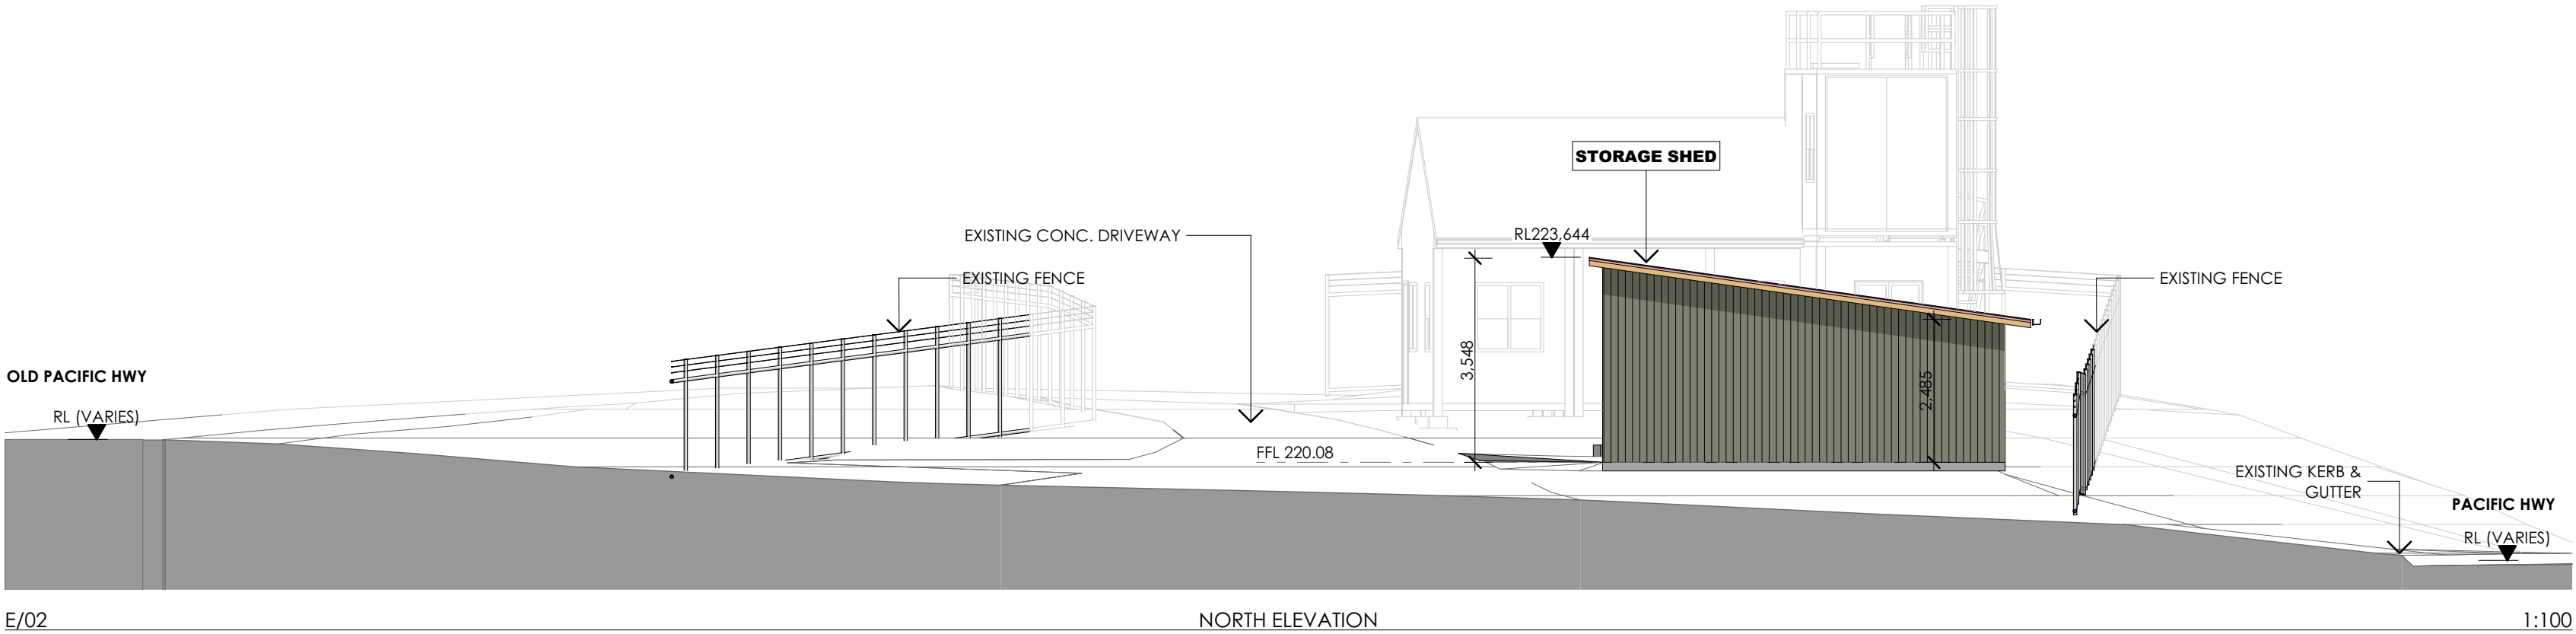 STORAGE SHED
EXISTING CONC. DRIVEWAY
RL223,644
EXISTING FENCE
EXISTING FENCE
3,548
OLD PACIFIC HWY
2,485
RL (VARIES)
FFL 220.08
EXISTING KERB &
GUTTER
PACIFIC HWY
RL (VARIES)
E/02
NORTH ELEVATION
1:100